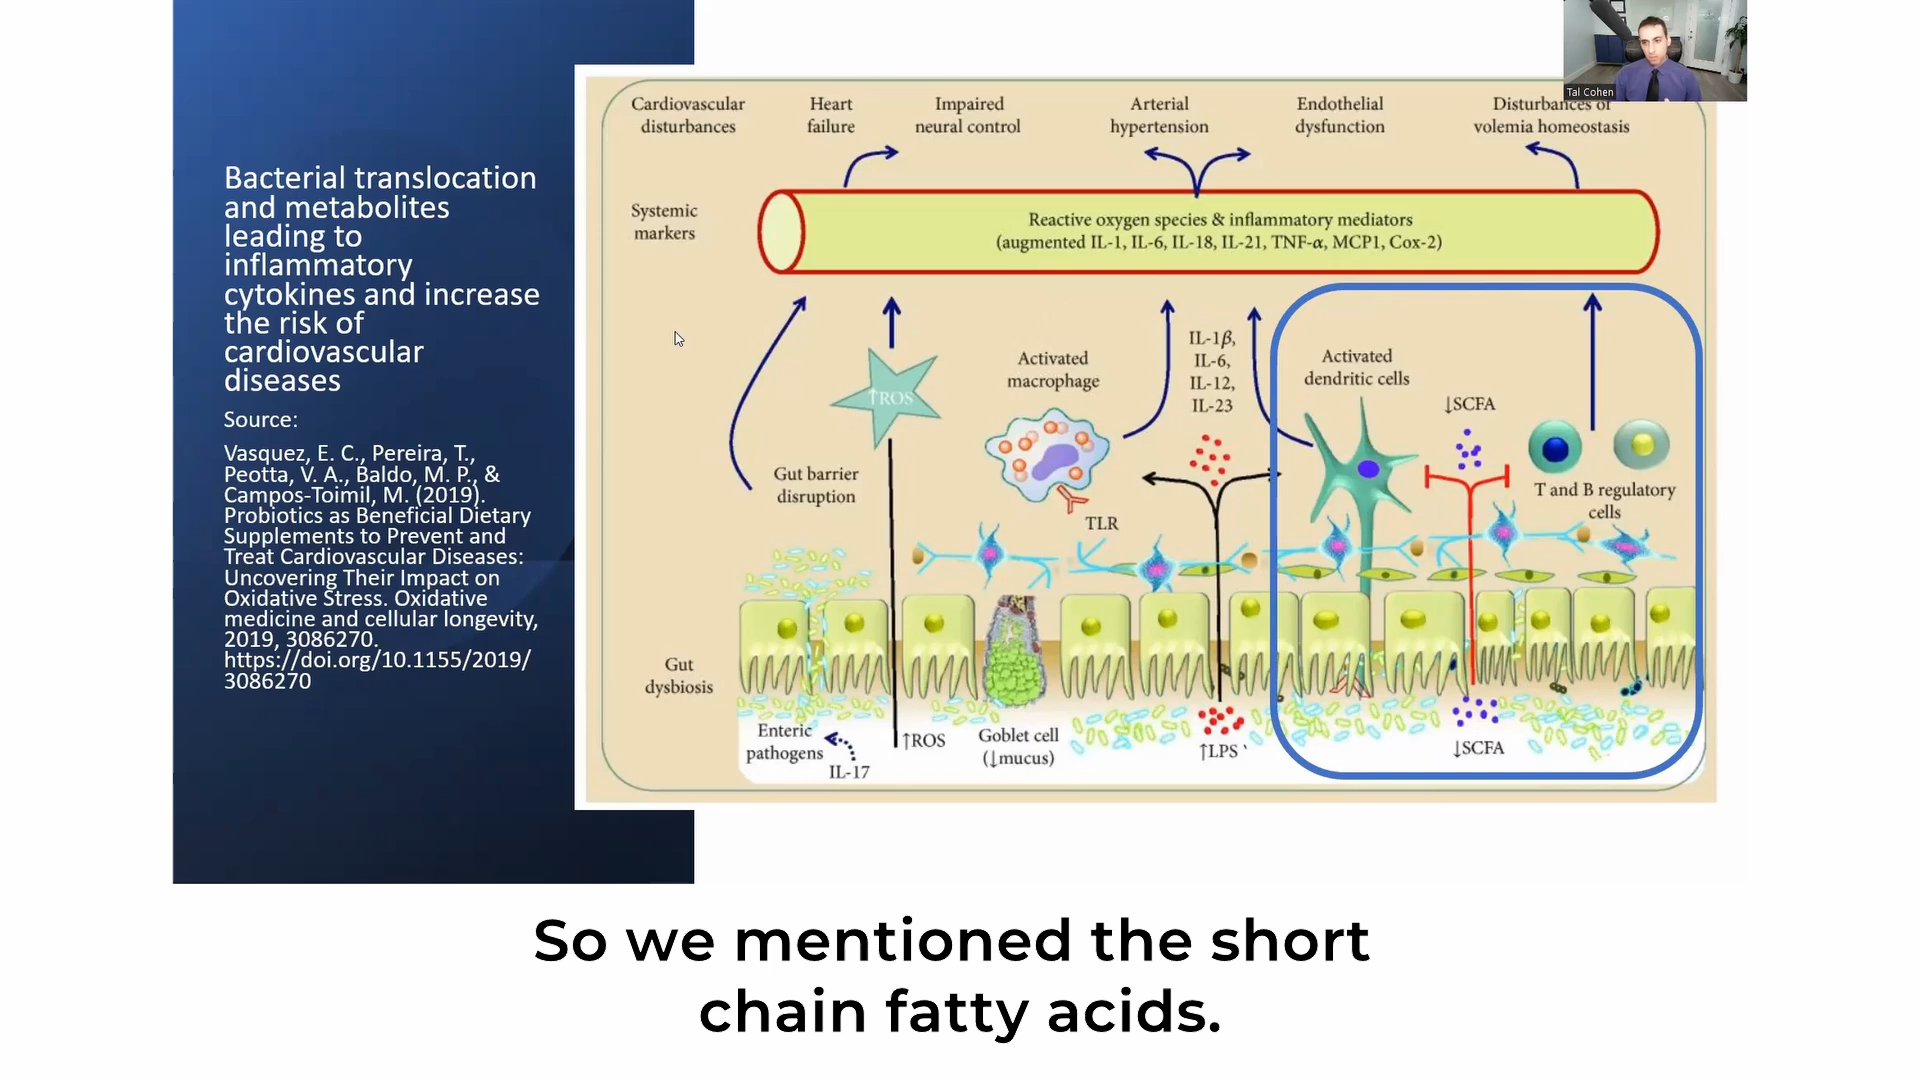 Bacterial translocation
and metabolites
leading to
inflammatory
cytokines and increase
the risk of
cardiovascular
diseases
Source:
Vasquez, E. C., Pereira, T.,
Peotta, V. A., Baldo, M. P., &
Campos-Toimil, M. (2019).
Probiotics as Beneficial Dietary
Supplements to Prevent and
Treat Cardiovascular Diseases:
Uncovering Their Impact on
Oxidative Stress. Oxidative
medicine and cellular longevity,
2019, 3086270.
https://doi.org/10.1155/2019/
3086270
Cardiovascular
disturbances
Heart
failure
Impaired
neural control
Arterial
hypertension
Endothelial
dysfunction
Disturbances of
volemia homeostasis
Tal Cohen
Systemic
markers
Reactive oxygen species & inflammatory mediators
(augmented IL-1, IL-6, IL-18, IL-21, TNF-α, MCP1, Cox-2)
↑ROS
Gut barrier
disruption
Activated
macrophage
TLR
IL-1β,
IL-6,
IL-12,
IL-23
Activated
dendritic cells
↓SCFA
T and B regulatory
cells
Gut
dysbiosis
Enteric
pathogens
IL-17
↑ROS
Goblet cell
(↓mucus)
↑LPS
↓SCFA
So we mentioned the short
chain fatty acids.